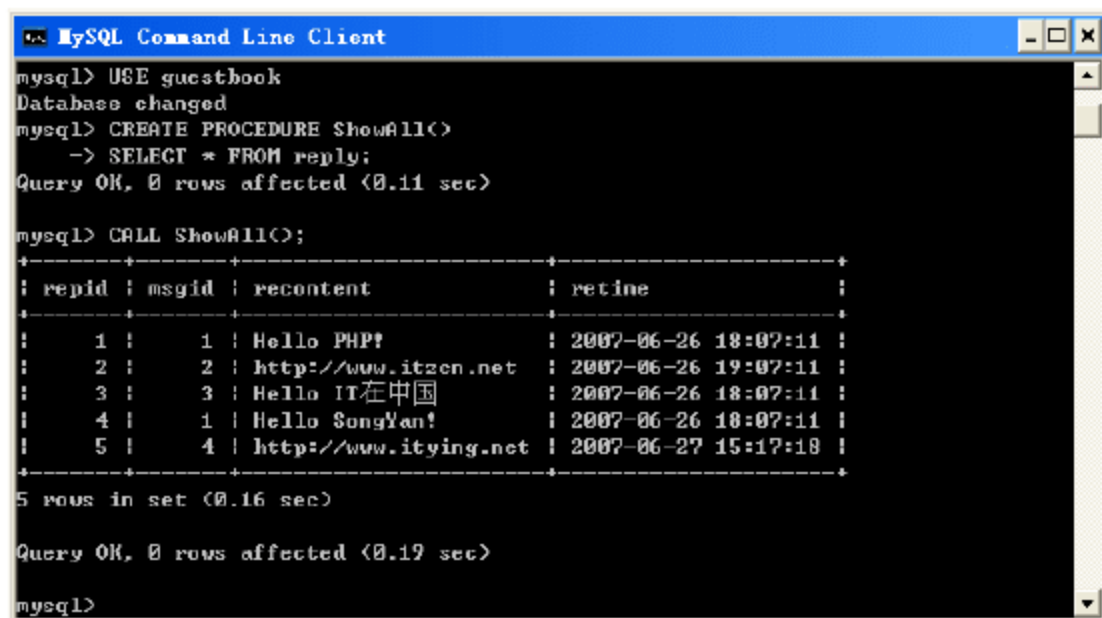 MySQL Command Line Client
mysql> USE guestbook
Database changed
mysql> CREATE PROCEDURE ShowAll()
    -> SELECT * FROM reply;
Query OK, 0 rows affected (0.11 sec)
mysql> CALL ShowAll();
+-------+-------+---------------------+---------------------+
| repid | msgid | recontent | retime |
+-------+-------+---------------------+---------------------+
| 1 | 1 | Hello PHP! | 2007-06-26 18:07:11 |
| 2 | 2 | http://www.itzcn.net | 2007-06-26 19:07:11 |
| 3 | 3 | Hello IT在中国 | 2007-06-26 18:07:11 |
| 4 | 1 | Hello SongYan! | 2007-06-26 18:07:11 |
| 5 | 4 | http://www.itying.net | 2007-06-27 15:17:18 |
+-------+-------+---------------------+---------------------+
5 rows in set (0.16 sec)
Query OK, 0 rows affected (0.19 sec)
mysql>